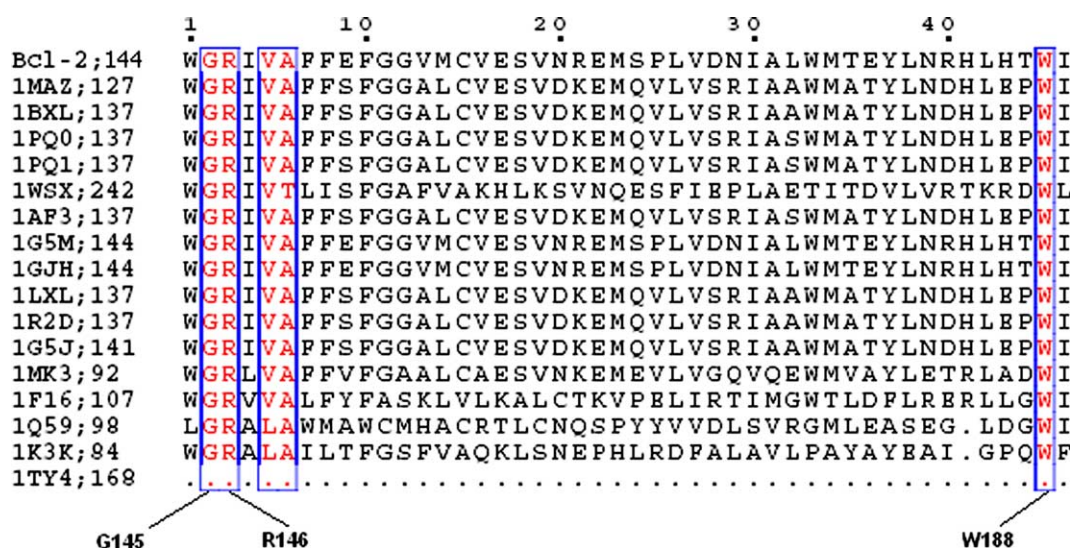 1 10 20 30 40
Bcl-2;144 WGRIVAFFEFGGVMCVESVNREMSPLVDNIALWMTEYLNRHLHTWI
1MAZ;127 WGRIVAFFSFGGALCVESVDKEMQVLVSRIAAWMATYLNDHLEPWI
1BXL;137 WGRIVAFFSFGGALCVESVDKEMQVLVSRIAAWMATYLNDHLEPWI
1PQ0;137 WGRIVAFFSFGGALCVESVDKEMQVLVSRIASWMATYLNDHLEPWI
1PQ1;137 WGRIVAFFSFGGALCVESVDKEMQVLVSRIASWMATYLNDHLEPWI
1WSX;242 WGRIVTLISFGAFVAKHLKSVNQESFIEPLAETITDVLVRTKRDWL
1AF3;137 WGRIVAFFSFGGALCVESVDKEMQVLVSRIASWMATYLNDHLEPWI
1G5M;144 WGRIVAFFEFGGVMCVESVNREMSPLVDNIALWMTEYLNRHLHTWI
1GJH;144 WGRIVAFFEFGGVMCVESVNREMSPLVDNIALWMTEYLNRHLHTWI
1LXL;137 WGRIVAFFSFGGALCVESVDKEMQVLVSRIAAWMATYLNDHLEPWI
1R2D;137 WGRIVAFFSFGGALCVESVDKEMQVLVSRIAAWMATYLNDHLEPWI
1G5J;141 WGRIVAFFSFGGALCVESVDKEMQVLVSRIAAWMATYLNDHLEPWI
1MK3;92 WGRLVAFFVFGAALCAESVNKEMEVLVGQVQEWMVAYLETRLADWI
1F16;107 WGRVVALFYFASKLVLKALCTKVPELIRTIMGWTLDFLRERLLGWI
1Q59;98 LGRALAWMAWCMHACRTLCNQSPYYVVDLSVRGMLEASEG.LDGWI
1K3K;84 WGRALAILTFGSFVAQKLSNEPHLRDFALAVLPAYAYEAI.GPQWF
1TY4;168 ..............................................
G145 R146 W188